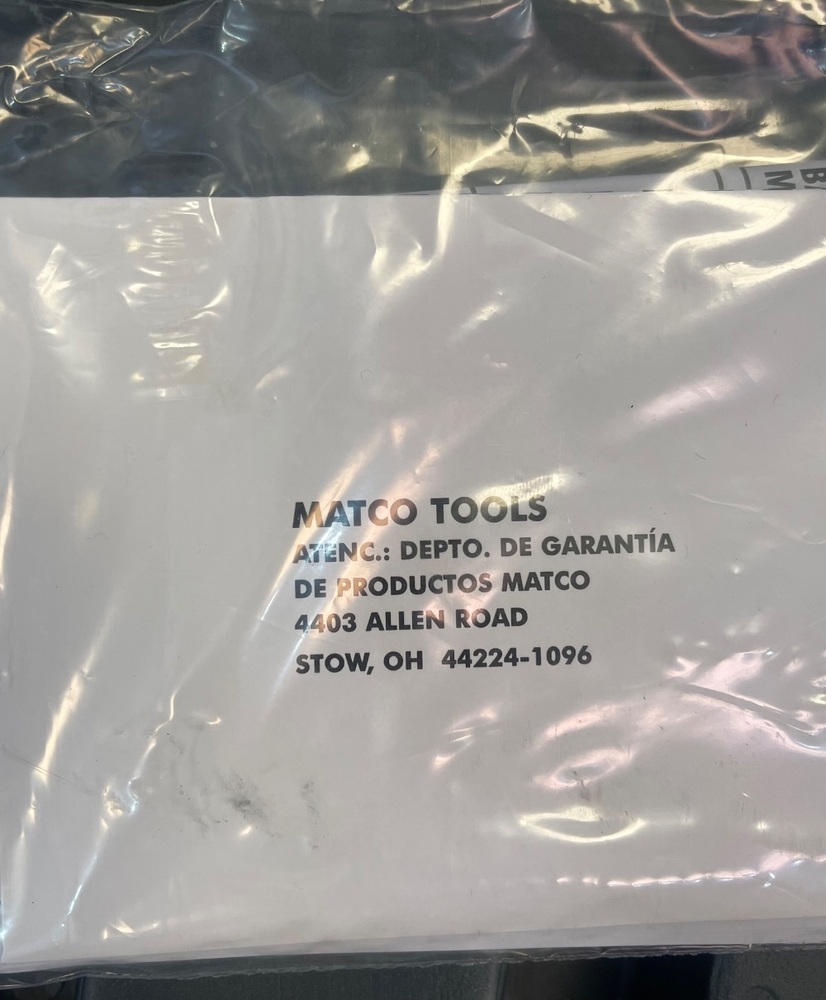 MATCO TOOLS
ATENC.: DEPTO. DE GARANTÍA
DE PRODUCTOS MATCO
4403 ALLEN ROAD
STOW, OH 44224-1096